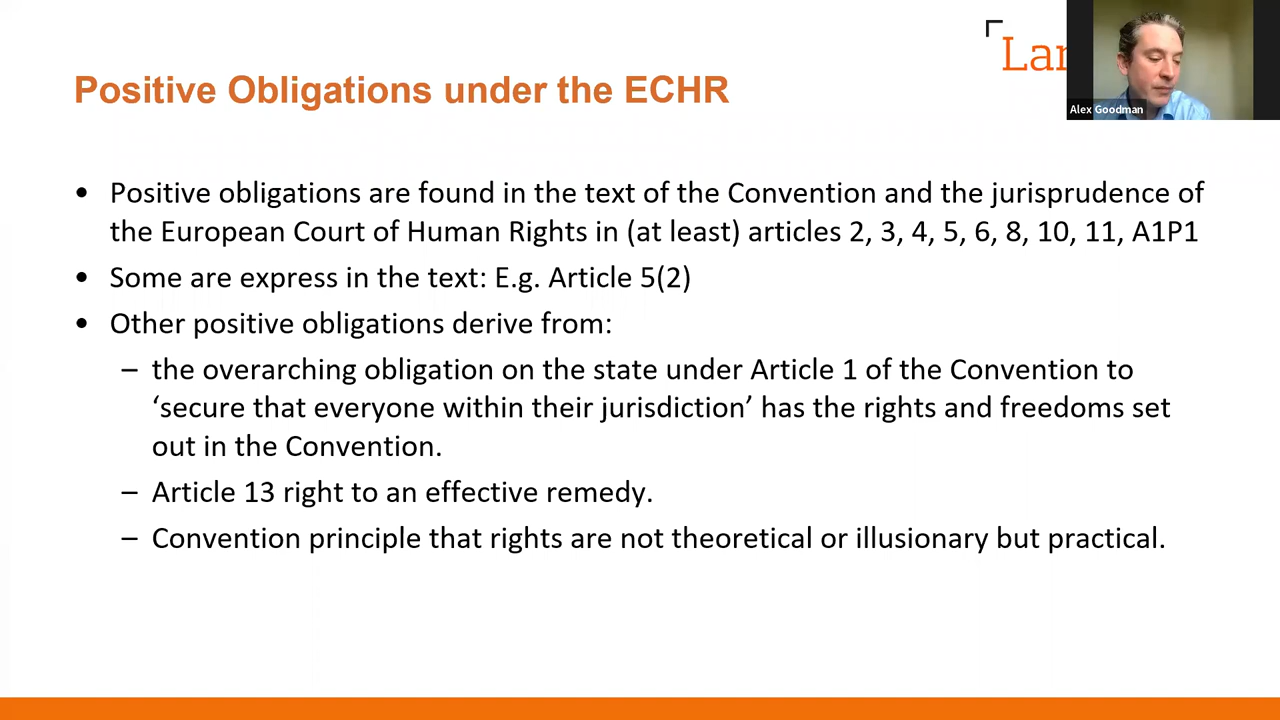 Positive Obligations under the ECHR
Alex Goodman
• Positive obligations are found in the text of the Convention and the jurisprudence of
the European Court of Human Rights in (at least) articles 2, 3, 4, 5, 6, 8, 10, 11, A1P1
• Some are express in the text: E.g. Article 5(2)
• Other positive obligations derive from:
– the overarching obligation on the state under Article 1 of the Convention to
‘secure that everyone within their jurisdiction’ has the rights and freedoms set
out in the Convention.
– Article 13 right to an effective remedy.
– Convention principle that rights are not theoretical or illusionary but practical.